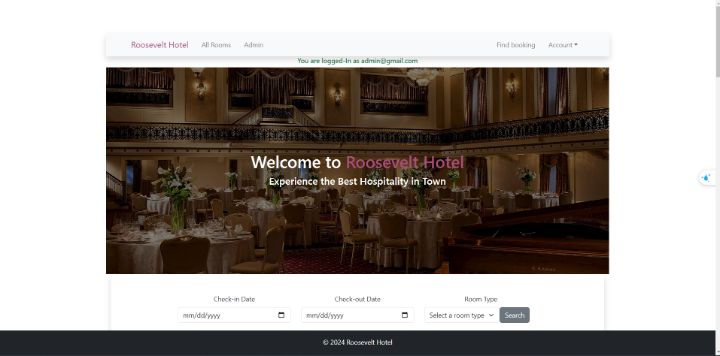 Roosevelt Hotel All Rooms Admin Find booking Account
You are logged-In as admin@gmail.com
Welcome to Roosevelt Hotel
Experience the Best Hospitality in Town
Check-in Date Check-out Date Room Type
mm/dd/yyyy mm/dd/yyyy Select a room type Search
© 2024 Roosevelt Hotel